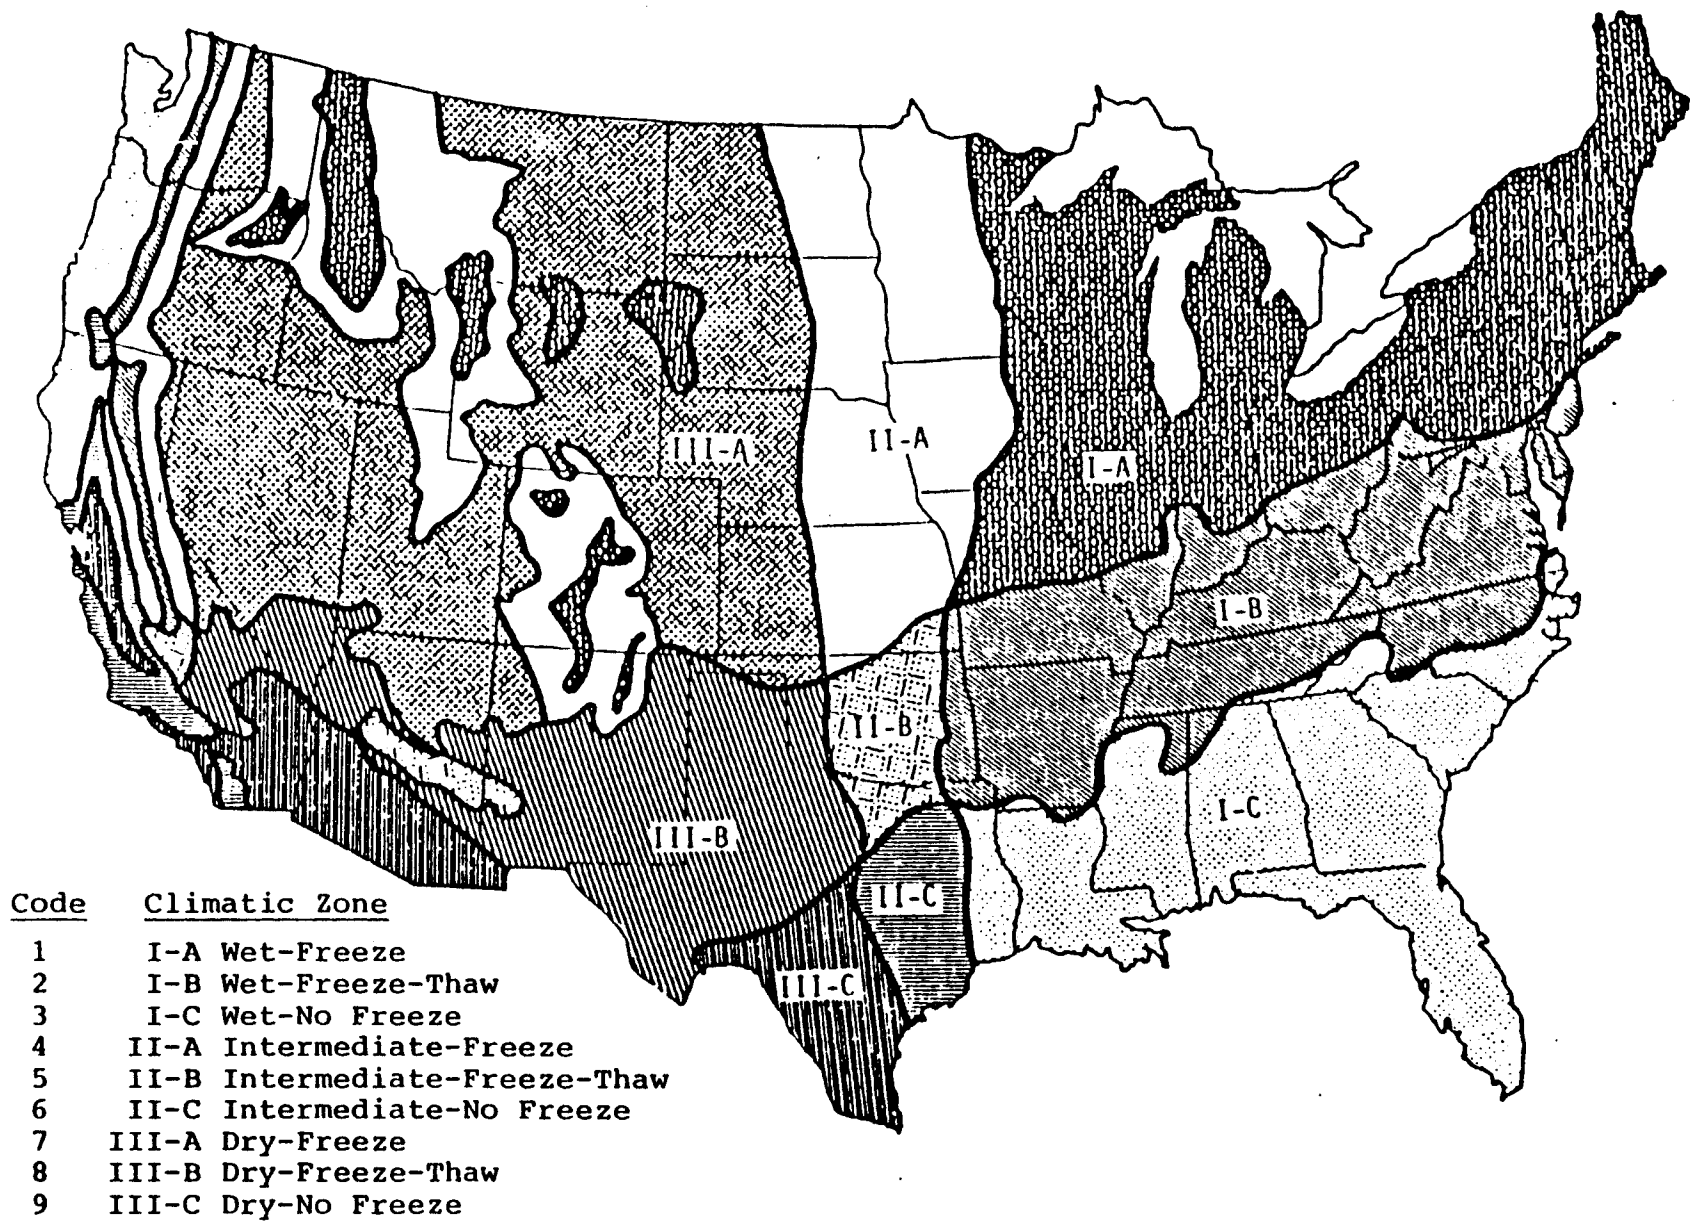 III-A
II-A
I-A
I-B
II-B
I-C
III-B
II-C
III-C
Code Climatic Zone
1 I-A Wet-Freeze
2 I-B Wet-Freeze-Thaw
3 I-C Wet-No Freeze
4 II-A Intermediate-Freeze
5 II-B Intermediate-Freeze-Thaw
6 II-C Intermediate-No Freeze
7 III-A Dry-Freeze
8 III-B Dry-Freeze-Thaw
9 III-C Dry-No Freeze